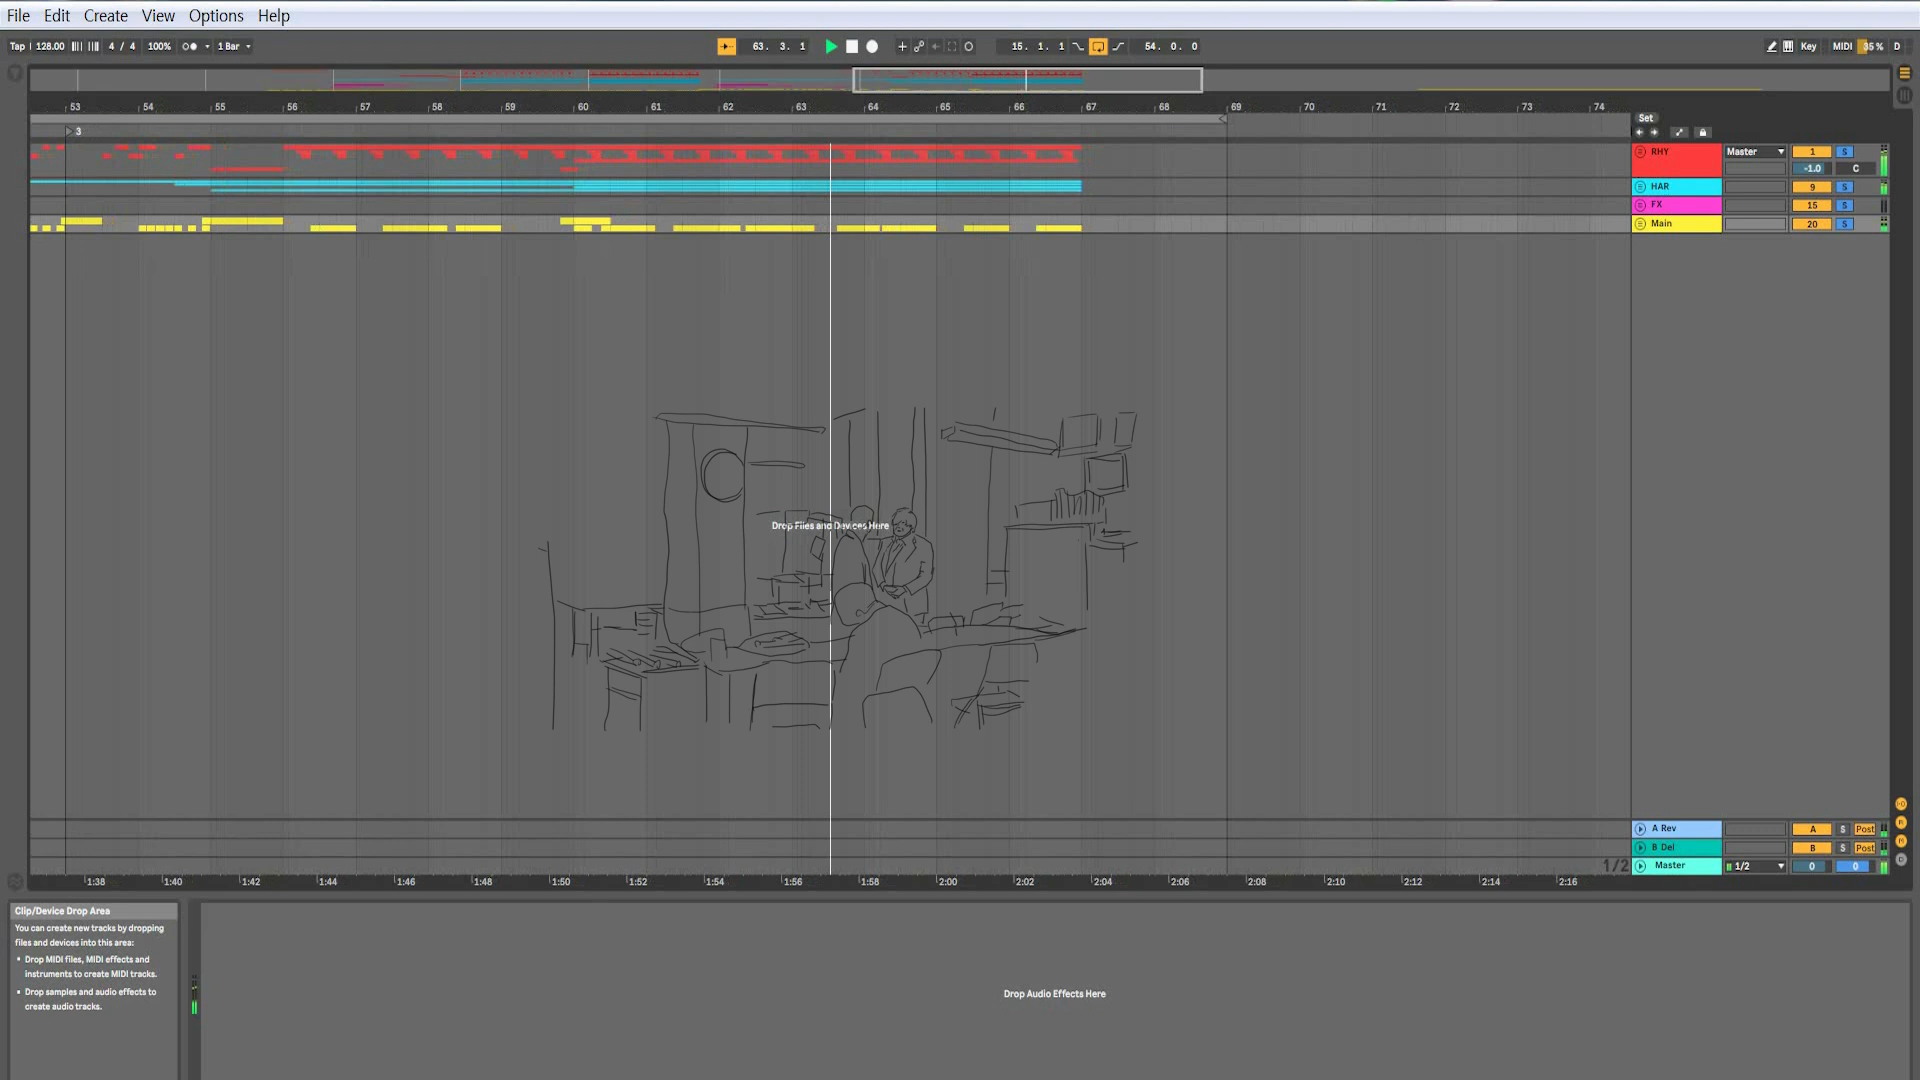 File Edit Create View Options Help
Tap 128.00 4 / 4 100% 1 Bar 63. 3. 1 15. 1. 1 54. 0. 0 Key MIDI 35 % D
53 54 55 56 57 58 59 60 61 62 63 64 65 66 67 68 69 70 71 72 73 74
Set
3
RHY Master 1 S
-1.0 C
HAR 9 S
FX 15 S
Main 20 S
Drop Files and Devices Here
A Rev A S Post
B Del B S Post
1/2 Master 1/2 0 0
1:38 1:40 1:42 1:44 1:46 1:48 1:50 1:52 1:54 1:56 1:58 2:00 2:02 2:04 2:06 2:08 2:10 2:12 2:14 2:16
Clip/Device Drop Area
You can create new tracks by dropping
files and devices into this area:
• Drop MIDI files, MIDI effects and
instruments to create MIDI tracks.
• Drop samples and audio effects to
create audio tracks.
Drop Audio Effects Here